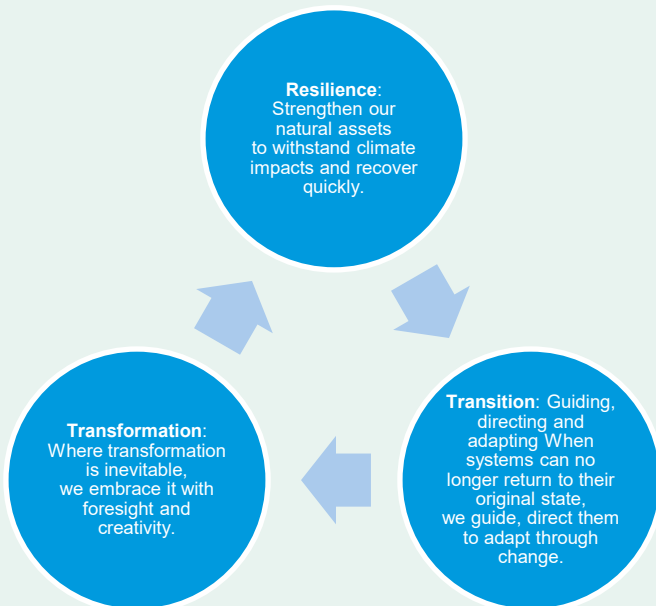 Resilience:
Strengthen our
natural assets
to withstand climate
impacts and recover
quickly.
Transition: Guiding,
directing and
adapting When
systems can no
longer return to their
original state,
we guide, direct them
to adapt through
change.
Transformation:
Where transformation
is inevitable,
we embrace it with
foresight and
creativity.